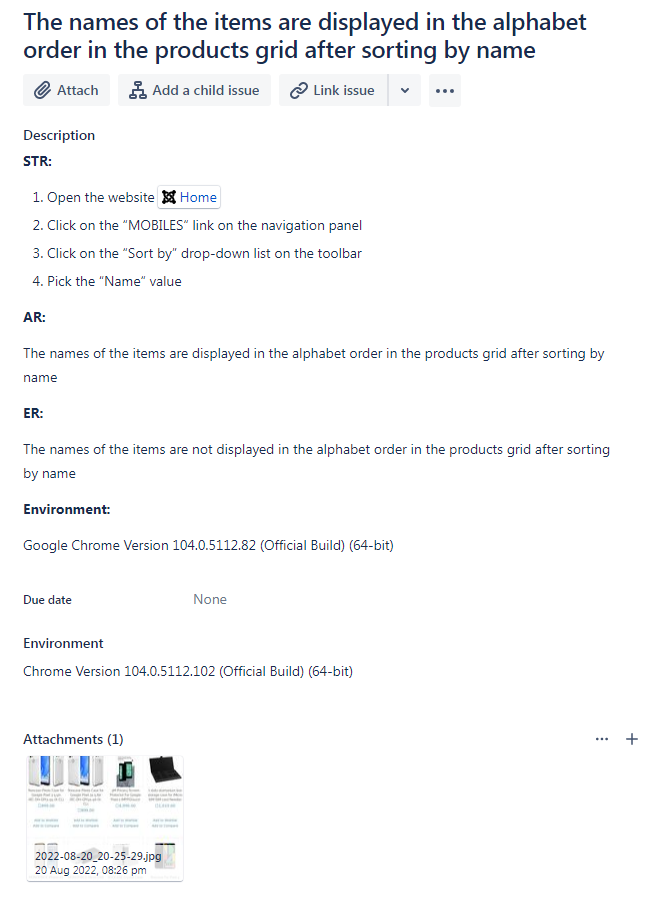 The names of the items are displayed in the alphabet
order in the products grid after sorting by name
Attach
Add a child issue
Link issue
Description
STR:
1. Open the website Home
2. Click on the “MOBILES” link on the navigation panel
3. Click on the “Sort by” drop-down list on the toolbar
4. Pick the “Name” value
AR:
The names of the items are displayed in the alphabet order in the products grid after sorting by
name
ER:
The names of the items are not displayed in the alphabet order in the products grid after sorting
by name
Environment:
Google Chrome Version 104.0.5112.82 (Official Build) (64-bit)
Due date None
Environment
Chrome Version 104.0.5112.102 (Official Build) (64-bit)
Attachments (1)
2022-08-20_20-25-29.jpg
20 Aug 2022, 08:26 pm